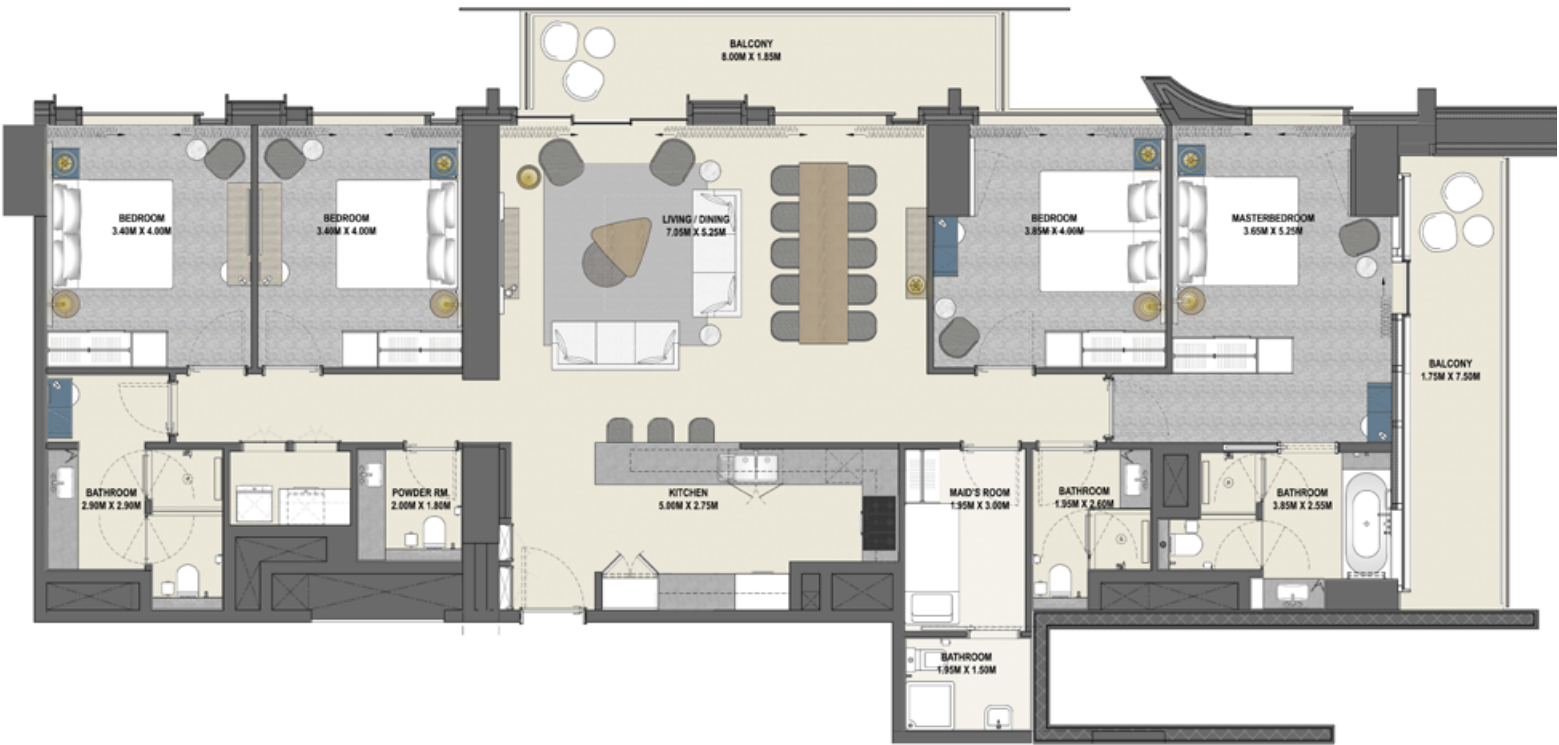 BALCONY
8.00M X 1.85M
BEDROOM
3.40M X 4.00M
BEDROOM
3.40M X 4.00M
LIVING / DINING
7.05M X 5.25M
BEDROOM
3.85M X 4.00M
MASTERBEDROOM
3.65M X 5.25M
BALCONY
1.75M X 7.50M
BATHROOM
2.90M X 2.90M
POWDER RM.
2.00M X 1.80M
KITCHEN
5.00M X 2.75M
MAID'S ROOM
1.95M X 3.00M
BATHROOM
1.95M X 2.60M
BATHROOM
3.85M X 2.55M
BATHROOM
1.95M X 1.50M